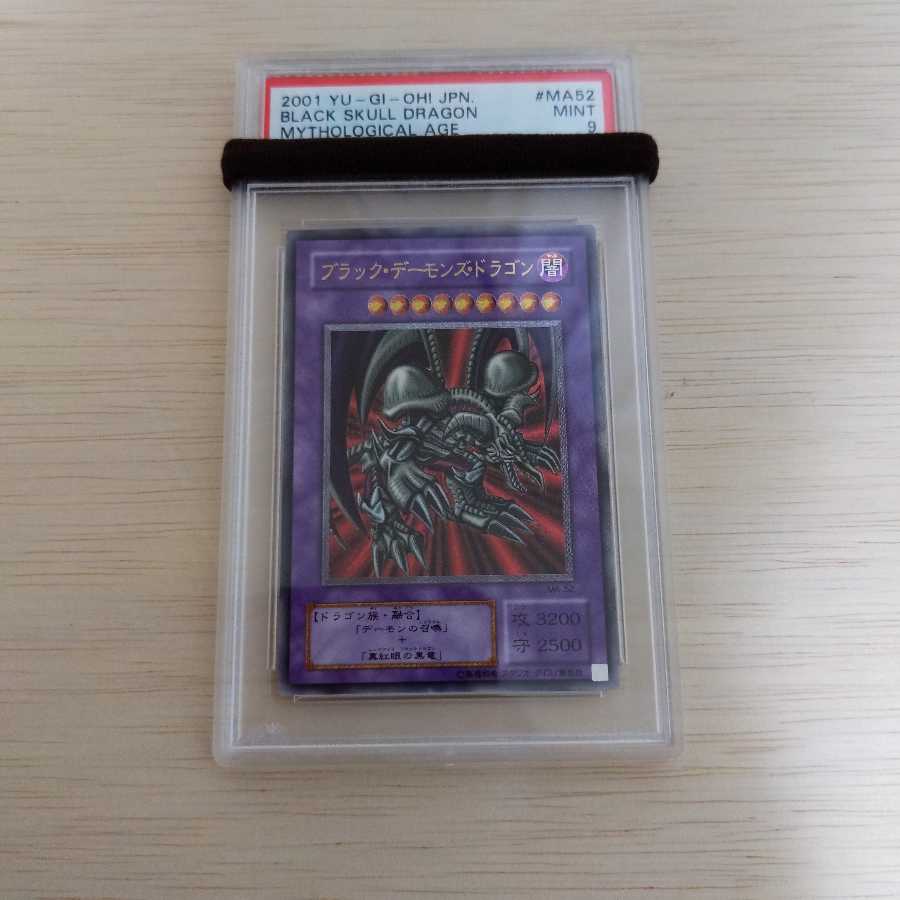 2001 YU-GI-OH! JPN. #MA52
BLACK SKULL DRAGON MINT
MYTHOLOGICAL AGE 9
ブラック・デーモンズ・ドラゴン 闇
MA-52
【ドラゴン族・融合】
「デーモンの召喚」
+
「真紅眼の黒竜」
攻 3200
守 2500